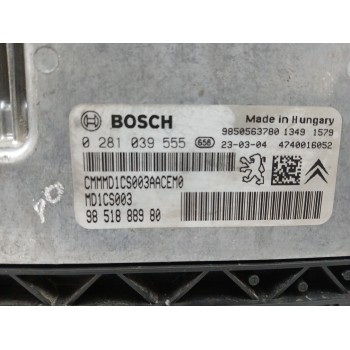 BOSCH
Made in Hungary
9850563780 1349 1579
0 281 039 555 658 23-03-04 4740016052
CMMMD1CS003AACEM0
MD1CS003
98 518 889 80